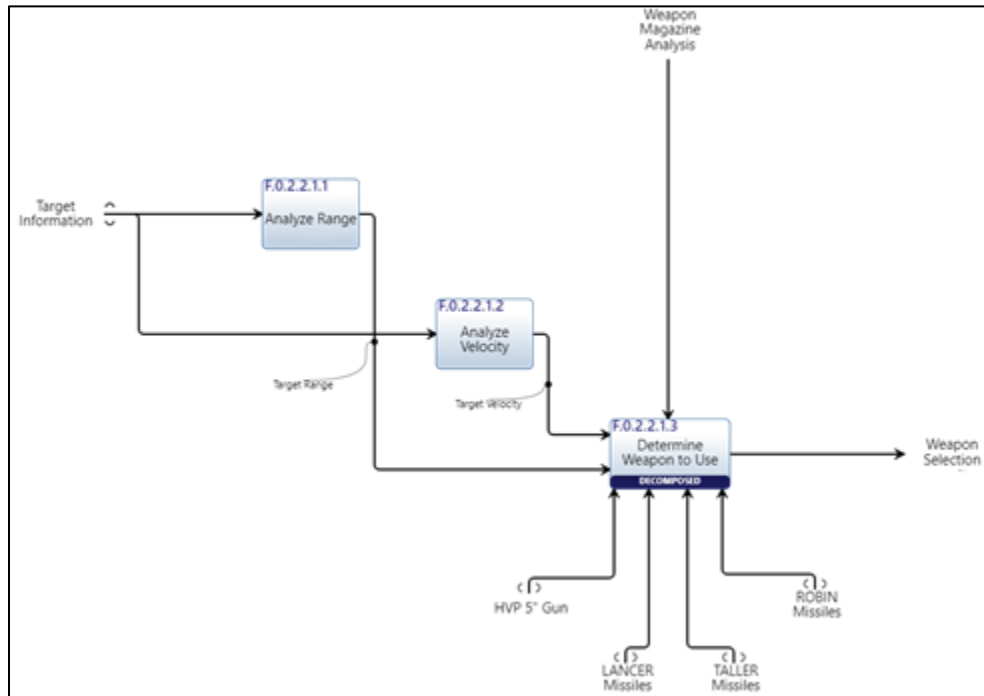 Weapon
Magazine
Analysis
F.0.2.2.1.1
Analyze Range
Target
Information
F.0.2.2.1.2
Analyze
Velocity
Target Range
Target Velocity
F.0.2.2.1.3
Determine
Weapon to Use
DECOMPOSED
Weapon
Selection
HVP 5" Gun
ROBIN
Missiles
LANCER
Missiles
TALLER
Missiles